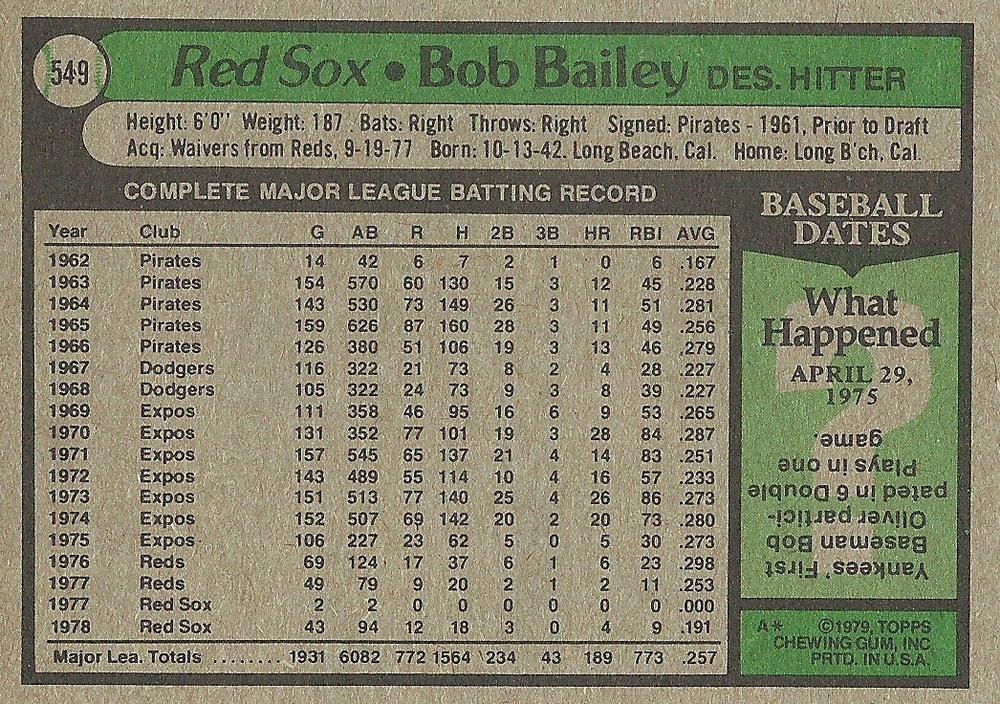 549
Red Sox • Bob Bailey DES. HITTER
Height: 6'0" Weight: 187 Bats: Right Throws: Right Signed: Pirates - 1961, Prior to Draft
Acq: Waivers from Reds, 9-19-77 Born: 10-13-42. Long Beach, Cal. Home: Long B'ch, Cal.
COMPLETE MAJOR LEAGUE BATTING RECORD
Year Club G AB R H 2B 3B HR RBI AVG
1962 Pirates 14 42 6 7 2 1 0 6 .167
1963 Pirates 154 570 60 130 15 3 12 45 .228
1964 Pirates 143 530 73 149 26 3 11 51 .281
1965 Pirates 159 626 87 160 28 3 11 49 .256
1966 Pirates 126 380 51 106 19 3 13 46 .279
1967 Dodgers 116 322 21 73 8 2 4 28 .227
1968 Dodgers 105 322 24 73 9 3 8 39 .227
1969 Expos 111 358 46 95 16 6 9 53 .265
1970 Expos 131 352 77 101 19 3 28 84 .287
1971 Expos 157 545 65 137 21 4 14 83 .251
1972 Expos 143 489 55 114 10 4 16 57 .233
1973 Expos 151 513 77 140 25 4 26 86 .273
1974 Expos 152 507 69 142 20 2 20 73 .280
1975 Expos 106 227 23 62 5 0 5 30 .273
1976 Reds 69 124 17 37 6 1 6 23 .298
1977 Reds 49 79 9 20 2 1 2 11 .253
1977 Red Sox 2 2 0 0 0 0 0 0 .000
1978 Red Sox 43 94 12 18 3 0 4 9 .191
Major Lea. Totals ........ 1931 6082 772 1564 234 43 189 773 .257
BASEBALL
DATES
What
Happened
APRIL 29,
1975
Yankees' First
Baseman Bob
Oliver partici-
pated in 6 Double
Plays in one
game.
A* ©1979, TOPPS
CHEWING GUM, INC
PRTD. IN U.S.A.